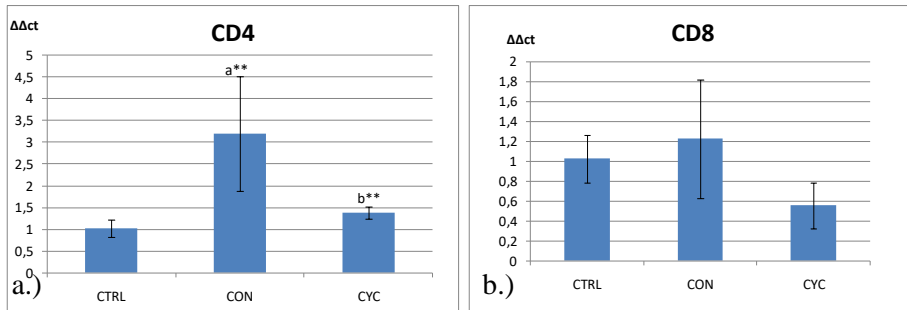 ΔΔct
CD4
5
4,5
4
3,5
3
2,5
2
1,5
1
0,5
0
a**
b**
CTRL CON CYC
a.)
ΔΔct
CD8
2
1,8
1,6
1,4
1,2
1
0,8
0,6
0,4
0,2
0
CTRL CON CYC
b.)